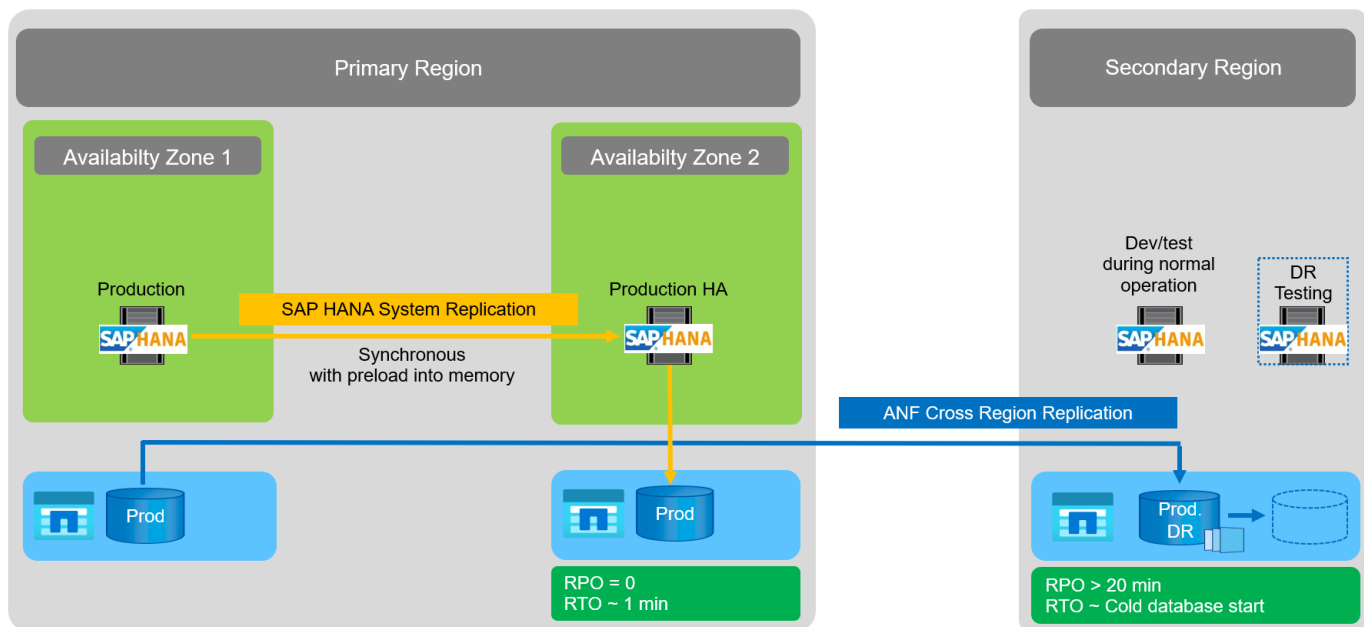 Primary Region
Secondary Region
Availabilty Zone 1
Availabilty Zone 2
Production
SAP HANA
SAP HANA System Replication
Synchronous
with preload into memory
Production HA
SAP HANA
Dev/test
during normal
operation
SAP HANA
DR
Testing
SAP HANA
ANF Cross Region Replication
Prod
Prod
Prod.
DR
RPO = 0
RTO ~ 1 min
RPO > 20 min
RTO ~ Cold database start